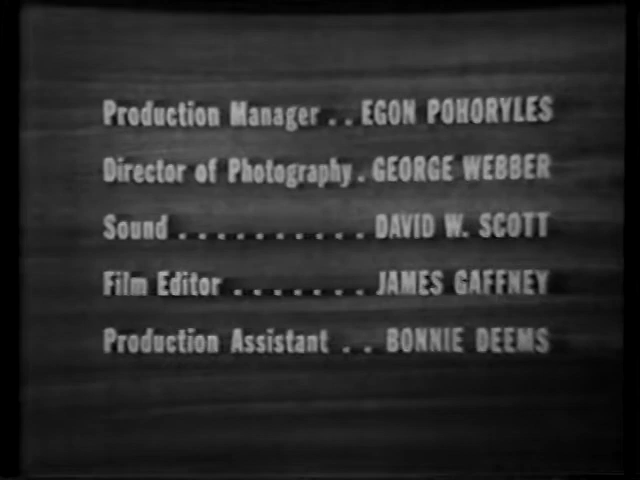 Production Manager . . EGON POHORYLES
Director of Photography . GEORGE WEBBER
Sound . . . . . . . . . . DAVID W. SCOTT
Film Editor . . . . . . . JAMES GAFFNEY
Production Assistant . . BONNIE DEEMS